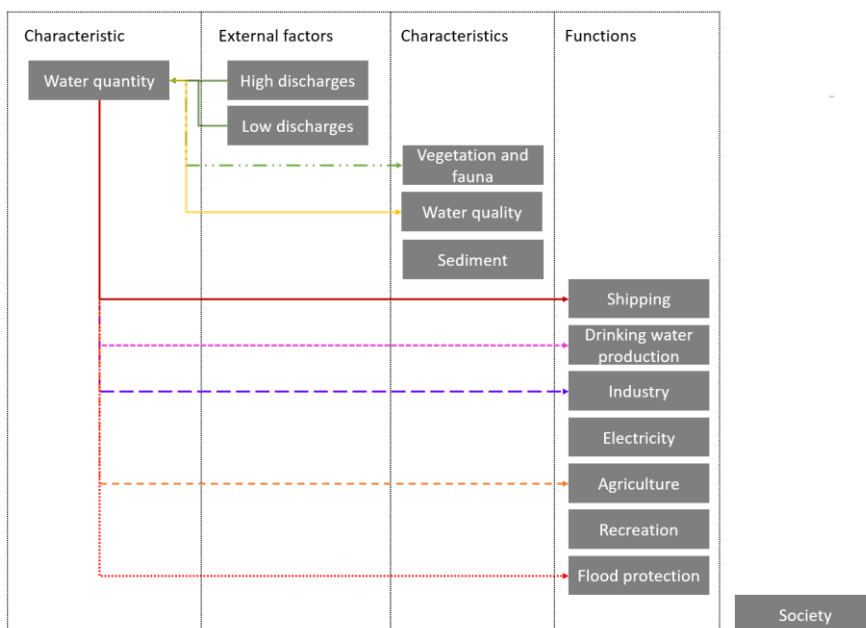 Characteristic
External factors
Characteristics
Functions
Water quantity
High discharges
Low discharges
Vegetation and
fauna
Water quality
Sediment
Shipping
Drinking water
production
Industry
Electricity
Agriculture
Recreation
Flood protection
Society